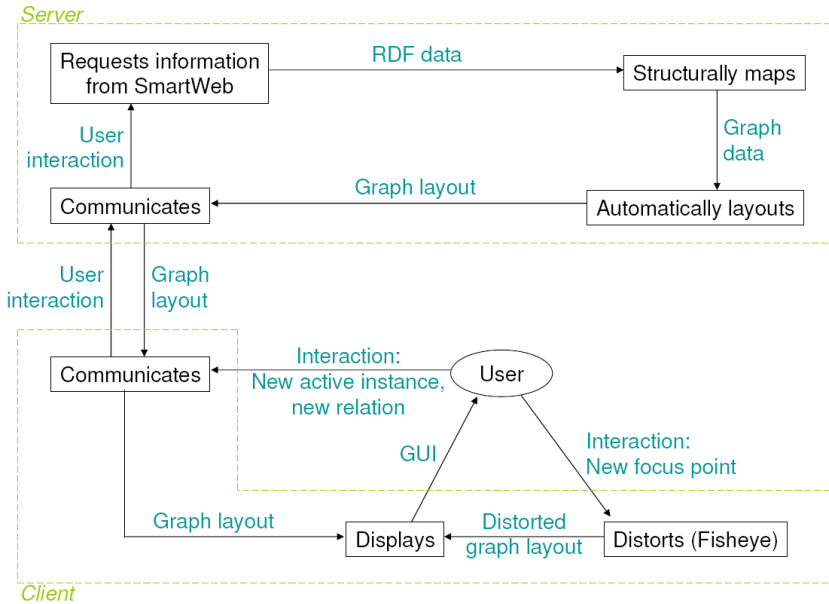 Server
Requests information
from SmartWeb
RDF data
Structurally maps
User
interaction
Graph
data
Communicates
Graph layout
Automatically layouts
User
interaction
Graph
layout
Communicates
Interaction:
New active instance,
new relation
User
GUI
Interaction:
New focus point
Graph layout
Displays
Distorted
graph layout
Distorts (Fisheye)
Client